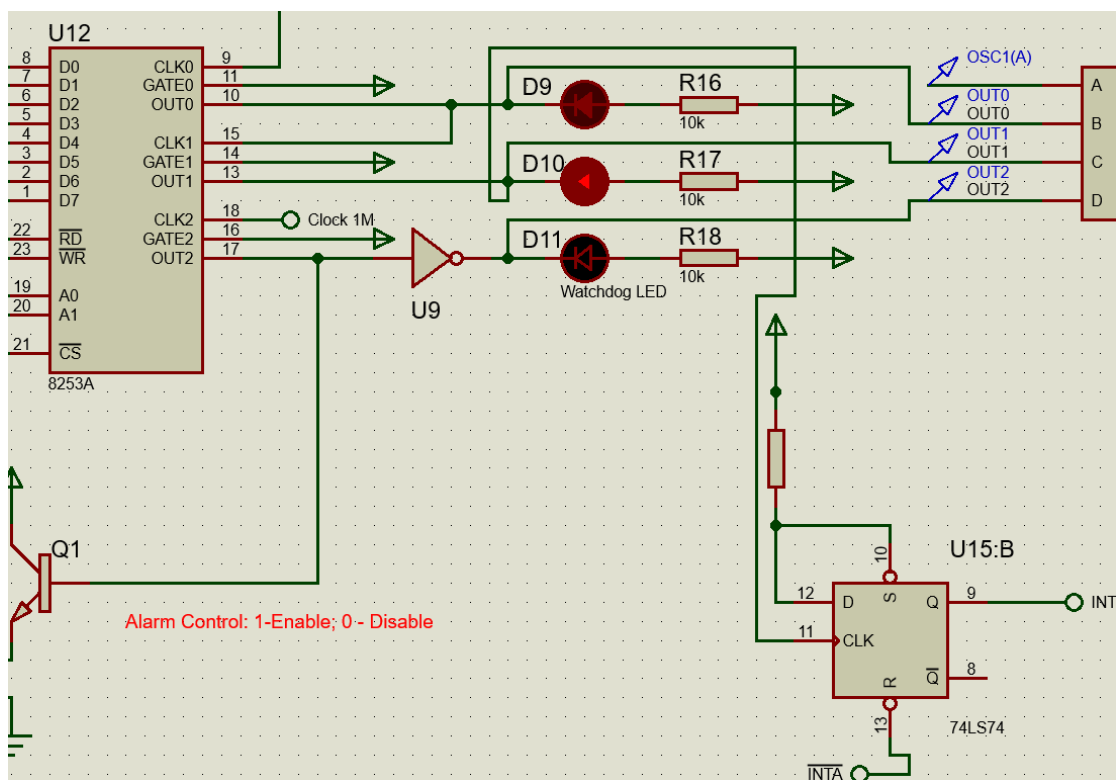 U12
8
D0
CLK0
9
7
D1
GATE0
11
6
D2
OUT0
10
5
D3
4
D4
CLK1
15
3
D5
GATE1
14
2
D6
OUT1
13
1
D7
CLK2
18
Clock 1M
22
RD
GATE2
16
23
WR
OUT2
17
19
A0
20
A1
21
CS
8253A
D9
R16
10k
D10
R17
10k
D11
R18
10k
Watchdog LED
U9
OSC1(A)
A
OUT0
OUT0
B
OUT1
OUT1
C
OUT2
OUT2
D
Q1
Alarm Control: 1-Enable; 0 - Disable
U15:B
10
12
D
S
Q
9
INT
11
CLK
R
Q
8
13
74LS74
INTA